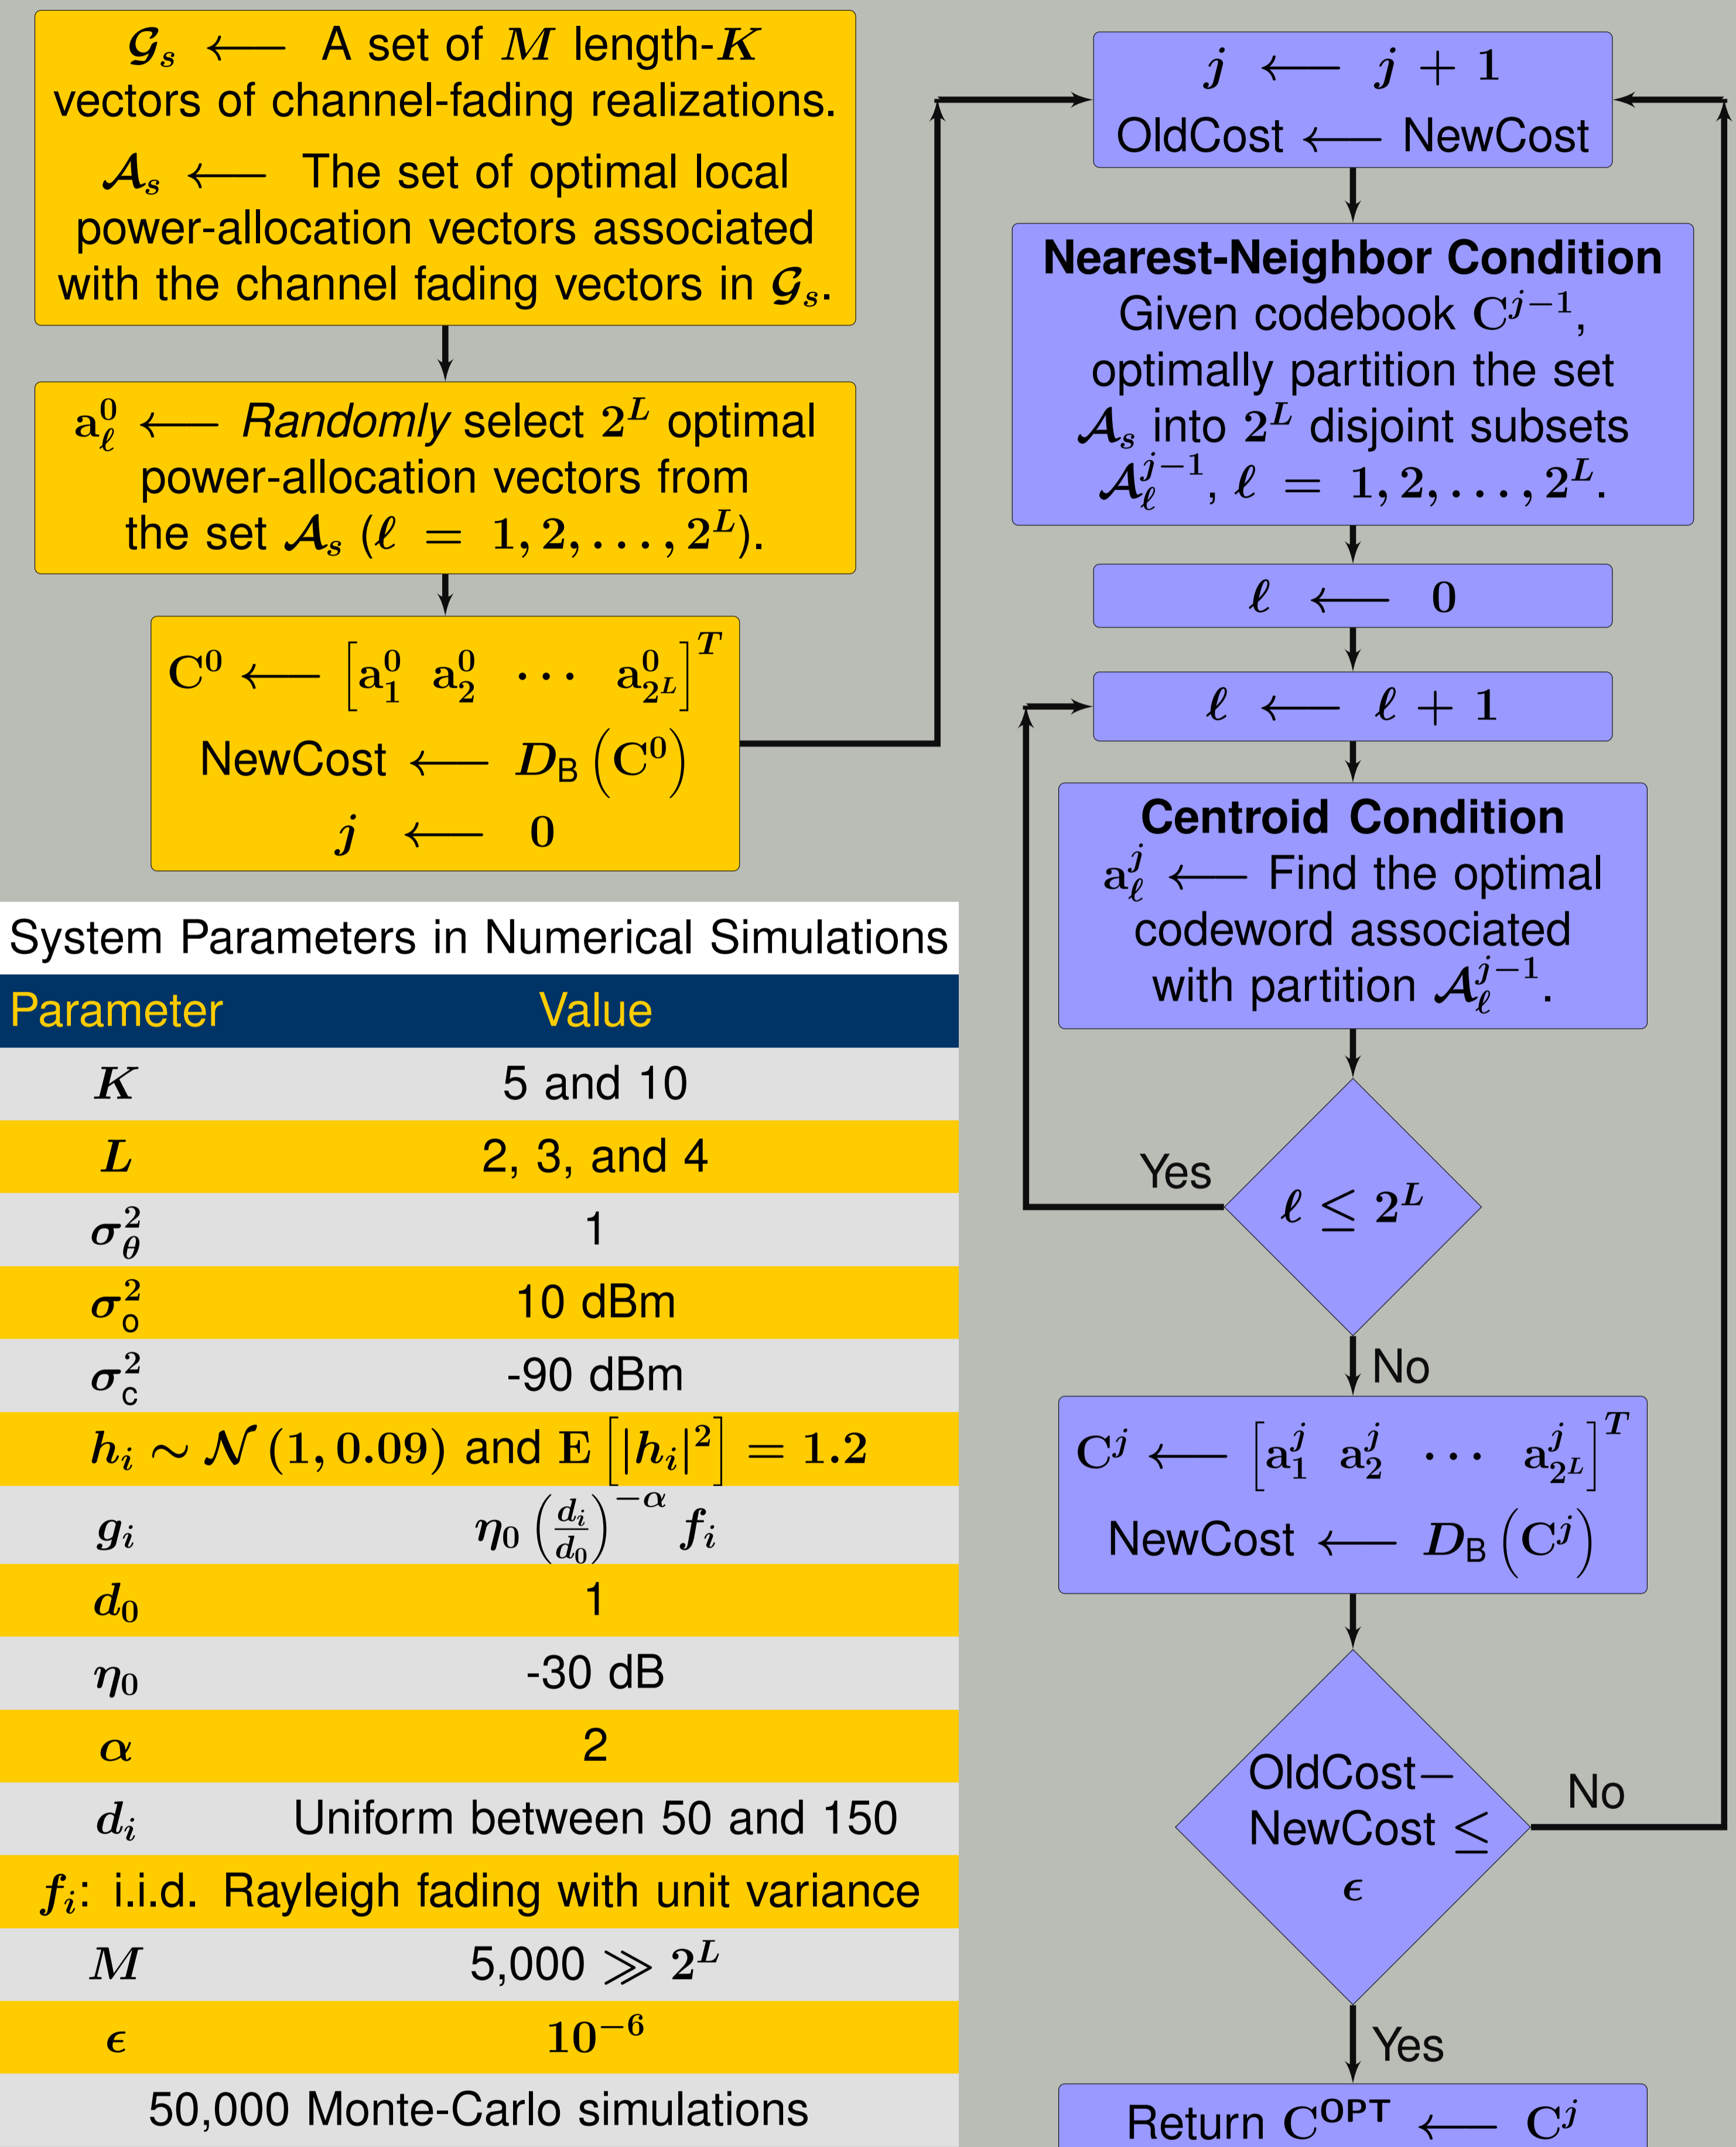 𝒢ₛ ⟵ A set of M length-K
vectors of channel-fading realizations.
𝒜ₛ ⟵ The set of optimal local
power-allocation vectors associated
with the channel fading vectors in 𝒢ₛ.
a_ℓ^0 ⟵ Randomly select 2^L optimal
power-allocation vectors from
the set 𝒜ₛ (ℓ = 1, 2, . . . , 2^L).
C^0 ⟵ [a_1^0 a_2^0 ⋯ a_{2^L}^0]^T
NewCost ⟵ D_B (C^0)
j ⟵ 0
System Parameters in Numerical Simulations
Parameter Value
K 5 and 10
L 2, 3, and 4
σ_θ^2 1
σ_o^2 10 dBm
σ_c^2 -90 dBm
h_i ∼ 𝒩 (1, 0.09) and E[|h_i|^2] = 1.2
g_i η_0 (d_i/d_0)^{−α} f_i
d_0 1
η_0 -30 dB
α 2
d_i Uniform between 50 and 150
f_i: i.i.d. Rayleigh fading with unit variance
M 5,000 ≫ 2^L
ϵ 10^{−6}
50,000 Monte-Carlo simulations
j ⟵ j + 1
OldCost ⟵ NewCost
Nearest-Neighbor Condition
Given codebook C^{j−1},
optimally partition the set
𝒜ₛ into 2^L disjoint subsets
𝒜_ℓ^{j−1}, ℓ = 1, 2, . . . , 2^L.
ℓ ⟵ 0
ℓ ⟵ ℓ + 1
Centroid Condition
a_ℓ^j ⟵ Find the optimal
codeword associated
with partition 𝒜_ℓ^{j−1}.
Yes
ℓ ≤ 2^L
No
C^j ⟵ [a_1^j a_2^j ⋯ a_{2^L}^j]^T
NewCost ⟵ D_B (C^j)
OldCost−
NewCost ≤
ϵ
No
Yes
Return C^OPT ⟵ C^j